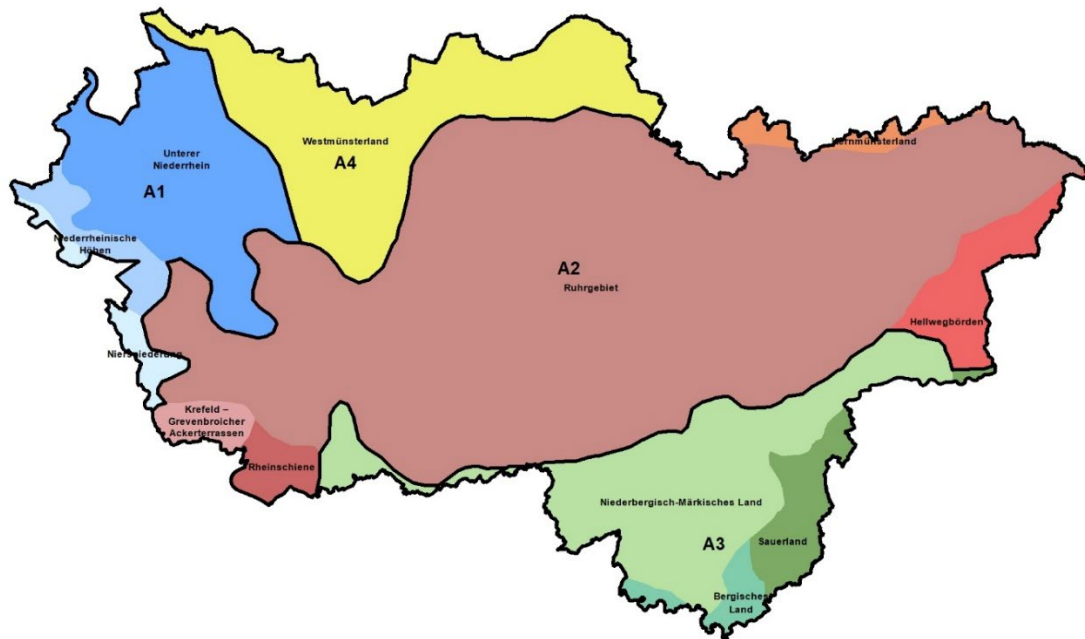 Westmünsterland
A4
Kernmünsterland
Unterer
Niederrhein
A1
Niederrheinische
Höhen
A2
Ruhrgebiet
Hellwegbörden
Niersniederung
Krefeld –
Grevenbroicher
Ackerterrassen
Rheinschiene
Niederbergisch-Märkisches Land
A3
Sauerland
Bergisches
Land